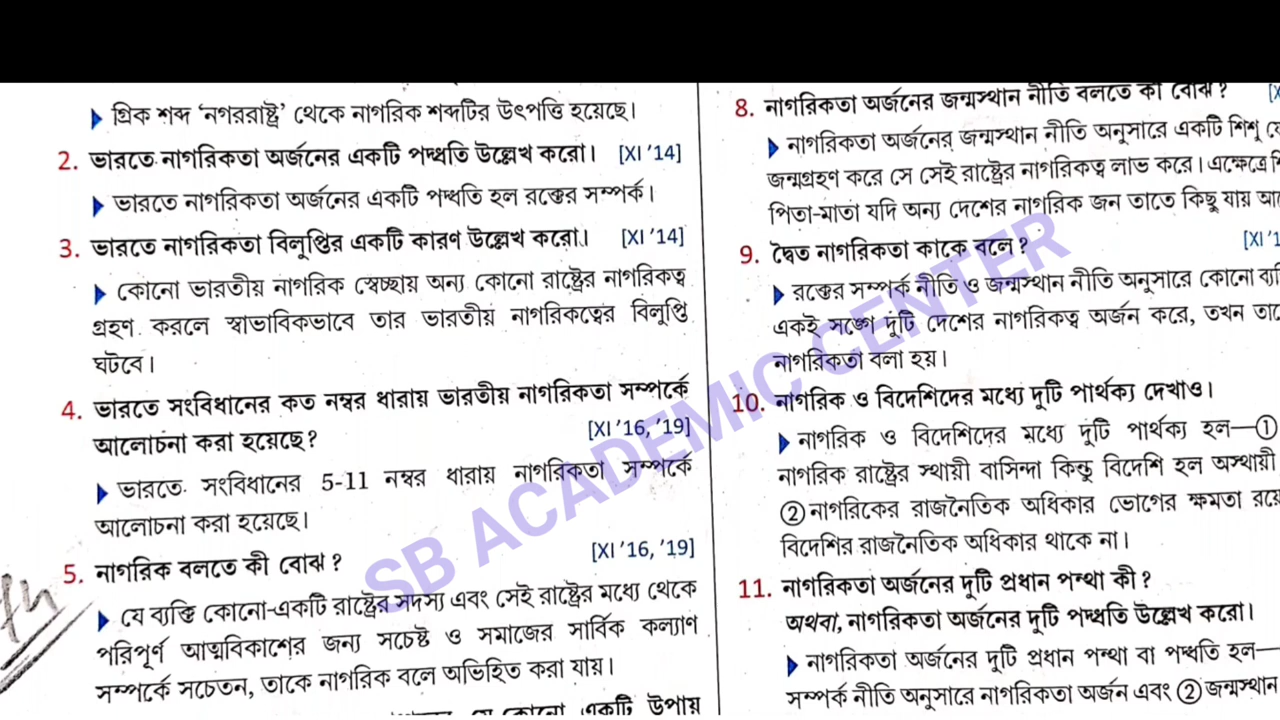 ▶ গ্রিক শব্দ ‘নগররাষ্ট্র’ থেকে নাগরিক শব্দটির উৎপত্তি হয়েছে।
2. ভারতে নাগরিকতা অর্জনের একটি পদ্ধতি উল্লেখ করো। [XI ’14]
▶ ভারতে নাগরিকতা অর্জনের একটি পদ্ধতি হল রক্তের সম্পর্ক।
3. ভারতে নাগরিকতা বিলুপ্তির একটি কারণ উল্লেখ করো। [XI ’14]
▶ কোনো ভারতীয় নাগরিক স্বেচ্ছায় অন্য কোনো রাষ্ট্রের নাগরিকত্ব
গ্রহণ করলে স্বাভাবিকভাবে তার ভারতীয় নাগরিকত্বের বিলুপ্তি
ঘটবে।
4. ভারতে সংবিধানের কত নম্বর ধারায় ভারতীয় নাগরিকতা সম্পর্কে
আলোচনা করা হয়েছে? [XI ’16, ’19]
▶ ভারতে সংবিধানের 5-11 নম্বর ধারায় নাগরিকতা সম্পর্কে
আলোচনা করা হয়েছে।
[XI ’16, ’19]
5. নাগরিক বলতে কী বোঝ?
▶ যে ব্যক্তি কোনো-একটি রাষ্ট্রের সদস্য এবং সেই রাষ্ট্রের মধ্যে থেকে
পরিপূর্ণ আত্মবিকাশের জন্য সচেষ্ট ও সমাজের সার্বিক কল্যাণ
সম্পর্কে সচেতন, তাকে নাগরিক বলে অভিহিত করা যায়।
একটি উপায়
8. নাগরিকতা অর্জনের জন্মস্থান নীতি বলতে কী বোঝ?
▶ নাগরিকতা অর্জনের জন্মস্থান নীতি অনুসারে একটি শিশু
জন্মগ্রহণ করে সে সেই রাষ্ট্রের নাগরিকত্ব লাভ করে। এক্ষেত্রে
পিতা-মাতা যদি অন্য দেশের নাগরিক জন তাতে কিছু যায়
9. দ্বৈত নাগরিকতা কাকে বলে? [XI ’1
▶ রক্তের সম্পর্ক নীতি ও জন্মস্থান নীতি অনুসারে কোনো
একই সঙ্গে দুটি দেশের নাগরিকত্ব অর্জন করে, তখন
নাগরিকতা বলা হয়।
10. নাগরিক ও বিদেশিদের মধ্যে দুটি পার্থক্য দেখাও।
▶ নাগরিক ও বিদেশিদের মধ্যে দুটি পার্থক্য হল—①
নাগরিক রাষ্ট্রের স্থায়ী বাসিন্দা কিন্তু বিদেশি হল অস্থায়ী
② নাগরিকের রাজনৈতিক অধিকার ভোগের ক্ষমতা
বিদেশির রাজনৈতিক অধিকার থাকে না।
11. নাগরিকতা অর্জনের দুটি প্রধান পন্থা কী?
অথবা, নাগরিকতা অর্জনের দুটি পদ্ধতি উল্লেখ করো।
▶ নাগরিকতা অর্জনের দুটি প্রধান পন্থা বা পদ্ধতি হল—
সম্পর্ক নীতি অনুসারে নাগরিকতা অর্জন এবং ② জন্মস্থান
SB ACADEMIC CENTER